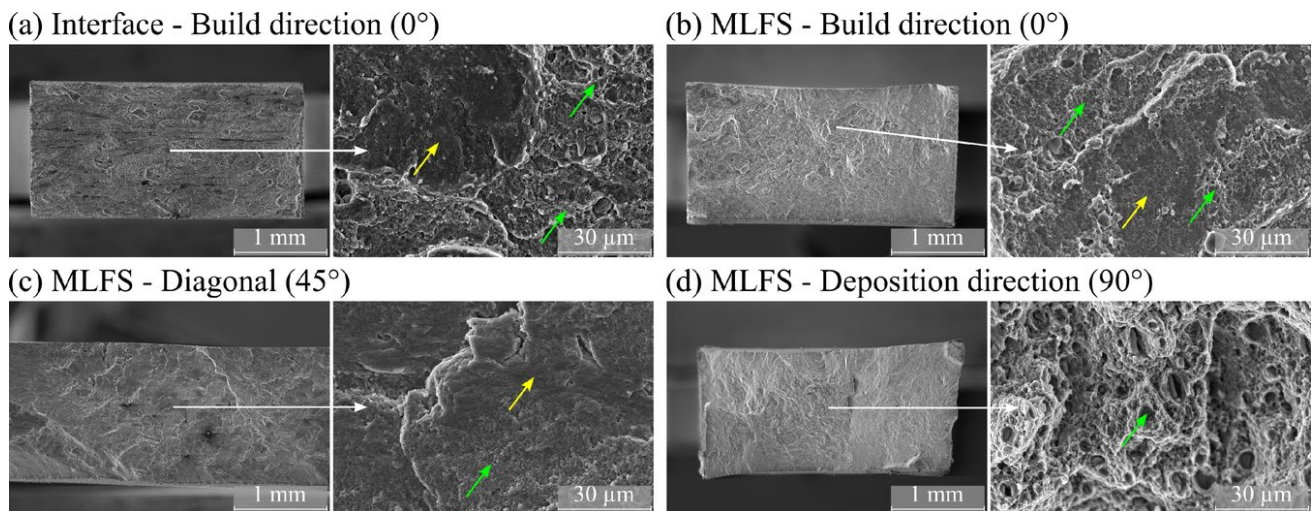 (a) Interface - Build direction (0°)
(b) MLFS - Build direction (0°)
1 mm
30 µm
1 mm
30 µm
(c) MLFS - Diagonal (45°)
(d) MLFS - Deposition direction (90°)
1 mm
30 µm
1 mm
30 µm